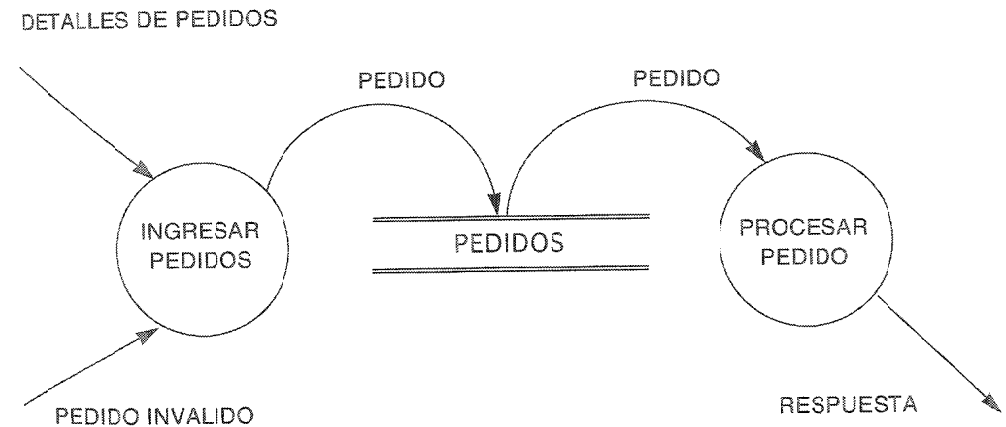 DETALLES DE PEDIDOS
PEDIDO
PEDIDO
INGRESAR
PEDIDOS
PEDIDOS
PROCESAR
PEDIDO
PEDIDO INVALIDO
RESPUESTA